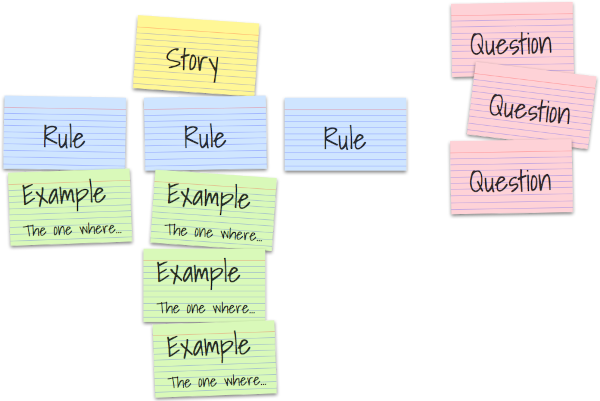 Story
Rule
Rule
Rule
Example
The one where...
Example
The one where...
Example
The one where...
Example
The one where...
Question
Question
Question